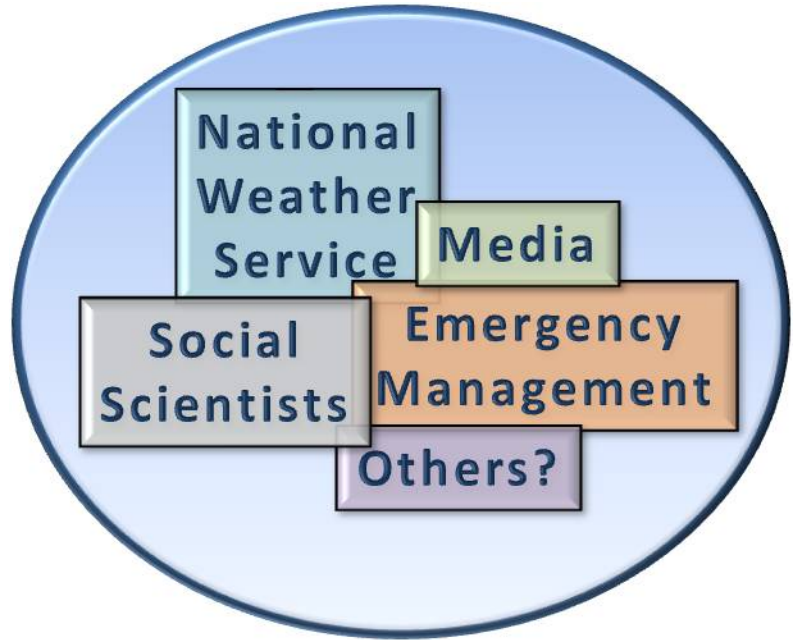 National
Weather
Service
Media
Social
Scientists
Emergency
Management
Others?